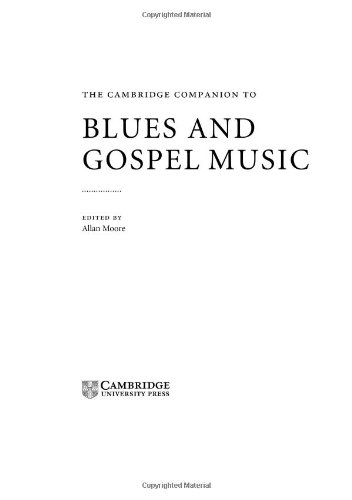 Copyrighted Material
THE CAMBRIDGE COMPANION TO
BLUES AND
GOSPEL MUSIC
EDITED BY
Allan Moore
CAMBRIDGE
UNIVERSITY PRESS
Copyrighted Material